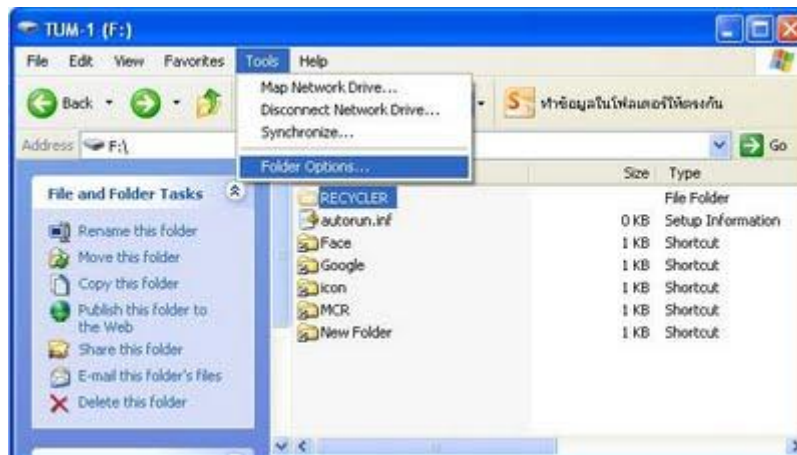 TUM-1 (F:)
File Edit View Favorites Tools Help
Map Network Drive...
Disconnect Network Drive...
Synchronize...
Folder Options...
Back
ทำข้อมูลในโฟลเดอร์ให้ตรงกัน
Address F:\ Go
Size Type
File and Folder Tasks
Rename this folder
Move this folder
Copy this folder
Publish this folder to
the Web
Share this folder
E-mail this folder's files
Delete this folder
RECYCLER File Folder
autorun.inf 0 KB Setup Information
Face 1 KB Shortcut
Google 1 KB Shortcut
icon 1 KB Shortcut
MCR 1 KB Shortcut
New Folder 1 KB Shortcut